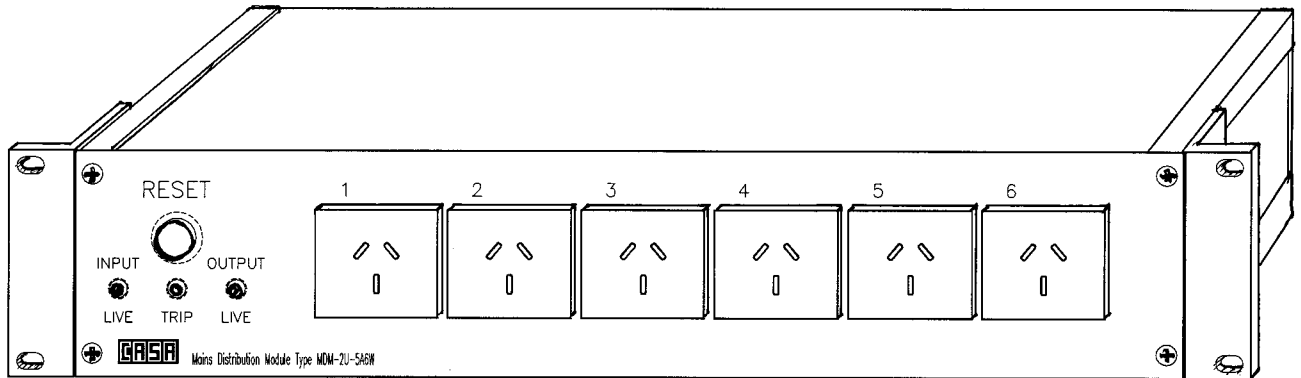 RESET
1 2 3 4 5 6
INPUT OUTPUT
LIVE TRIP LIVE
CASA Mains Distribution Module Type MDM-2U-5A6W